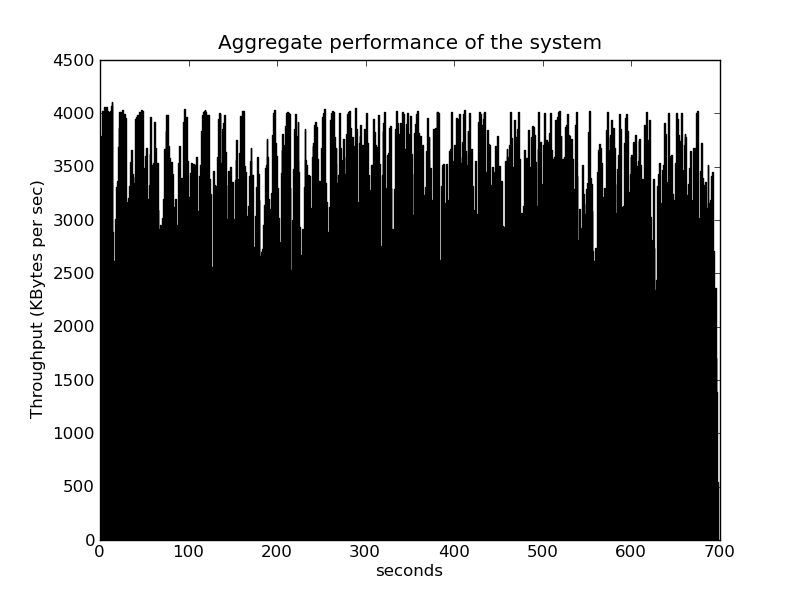 Aggregate performance of the system
4500
4000
3500
3000
2500
2000
1500
1000
500
0
Throughput (KBytes per sec)
0 100 200 300 400 500 600 700
seconds